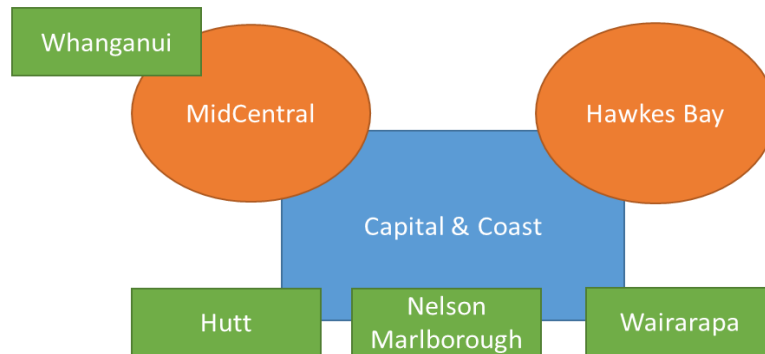 Whanganui
MidCentral
Hawkes Bay
Capital & Coast
Hutt
Nelson
Marlborough
Wairarapa